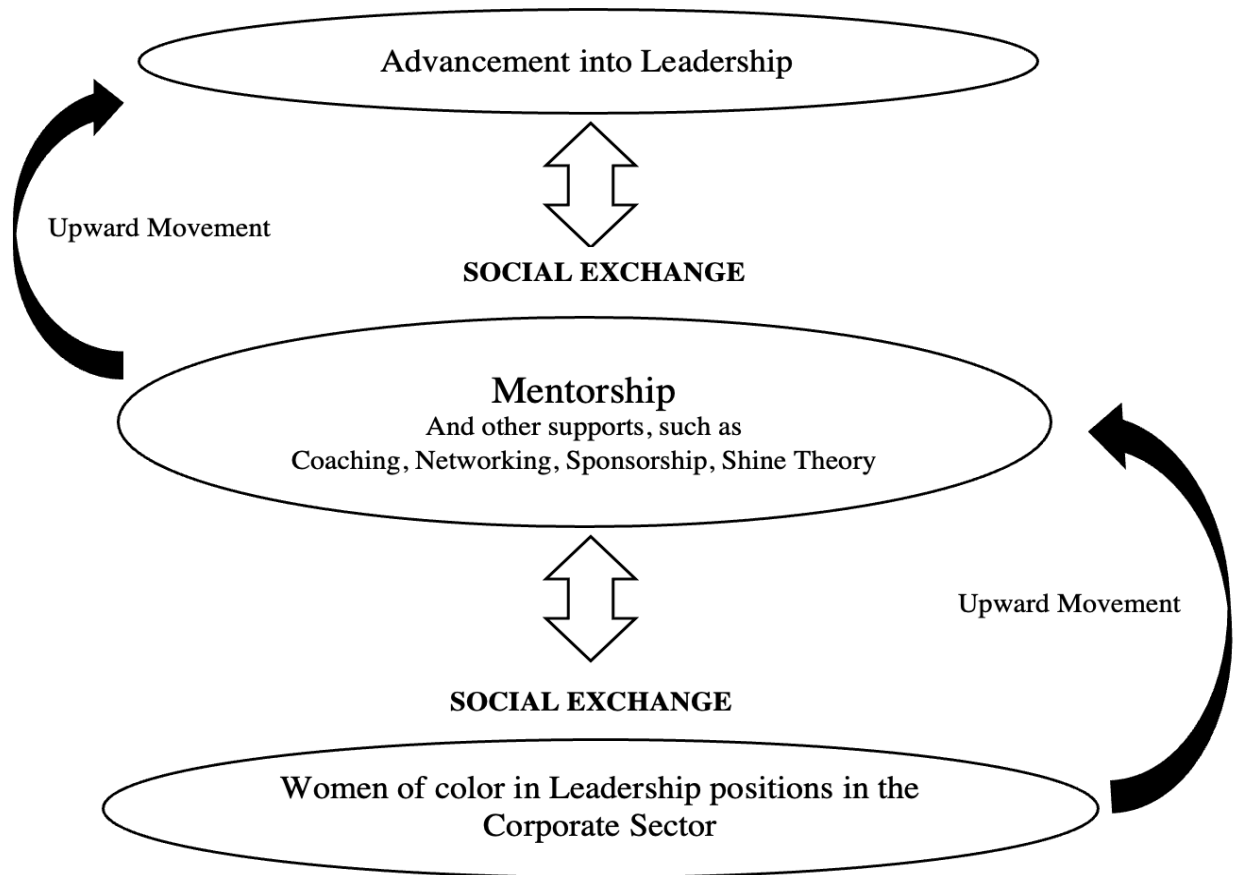 Advancement into Leadership
Upward Movement
SOCIAL EXCHANGE
Mentorship
And other supports, such as
Coaching, Networking, Sponsorship, Shine Theory
Upward Movement
SOCIAL EXCHANGE
Women of color in Leadership positions in the
Corporate Sector